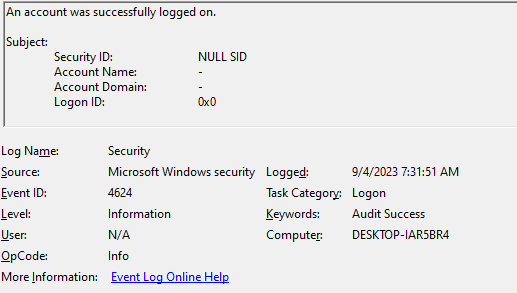 An account was successfully logged on.
Subject:
Security ID: NULL SID
Account Name: -
Account Domain: -
Logon ID: 0x0
Log Name: Security
Source: Microsoft Windows security Logged: 9/4/2023 7:31:51 AM
Event ID: 4624 Task Category: Logon
Level: Information Keywords: Audit Success
User: N/A Computer: DESKTOP-IAR5BR4
OpCode: Info
More Information: Event Log Online Help